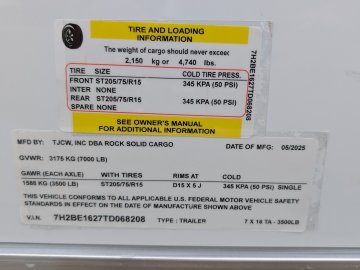 TIRE AND LOADING
INFORMATION
The weight of cargo should never exceed
2,150 kg or 4,740 lbs.
TIRE SIZE COLD TIRE PRESS.
FRONT ST205/75/R15 345 KPA (50 PSI)
INTER NONE
REAR ST205/75/R15 345 KPA (50 PSI)
SPARE NONE
SEE OWNER'S MANUAL
FOR ADDITIONAL INFORMATION
7H2BE1627TD068208
MFD BY: TJCW, INC DBA ROCK SOLID CARGO DATE OF MFG: 05/2025
GVWR: 3175 KG (7000 LB)
GAWR (EACH AXLE) WITH TIRES RIMS AT COLD
1588 KG (3500 LB) ST205/75/R15 D15 X 5 J 345 KPA (50 PSI) SINGLE
THIS CONFORMS TO ALL APPLICABLE U.S. FEDERAL MOTOR VEHICLE SAFETY
STANDARDS IN EFFECT ON THE DATE OF MANUFACTURE SHOWN ABOVE
V.I.N. 7H2BE1627TD068208 TYPE : TRAILER 7 X 18 TA - 3500LB